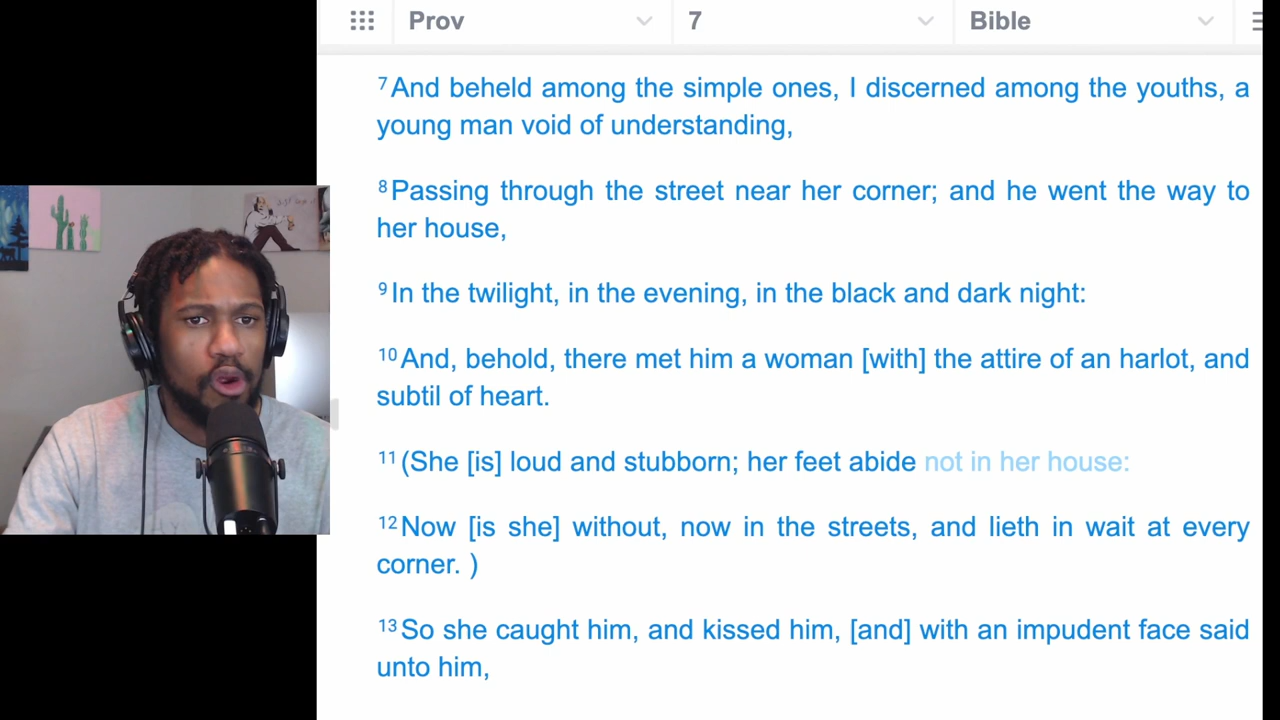 Prov 7 Bible
7 And beheld among the simple ones, I discerned among the youths, a
young man void of understanding,
8 Passing through the street near her corner; and he went the way to
her house,
9 In the twilight, in the evening, in the black and dark night:
10 And, behold, there met him a woman [with] the attire of an harlot, and
subtil of heart.
11 (She [is] loud and stubborn; her feet abide not in her house:
12 Now [is she] without, now in the streets, and lieth in wait at every
corner. )
13 So she caught him, and kissed him, [and] with an impudent face said
unto him,